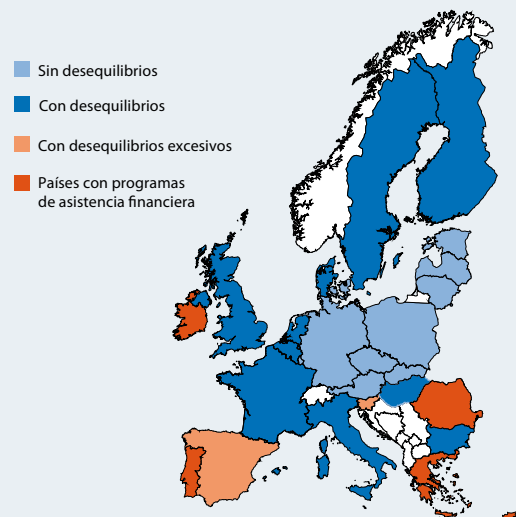 Sin desequilibrios
Con desequilibrios
Con desequilibrios excesivos
Países con programas
de asistencia financiera